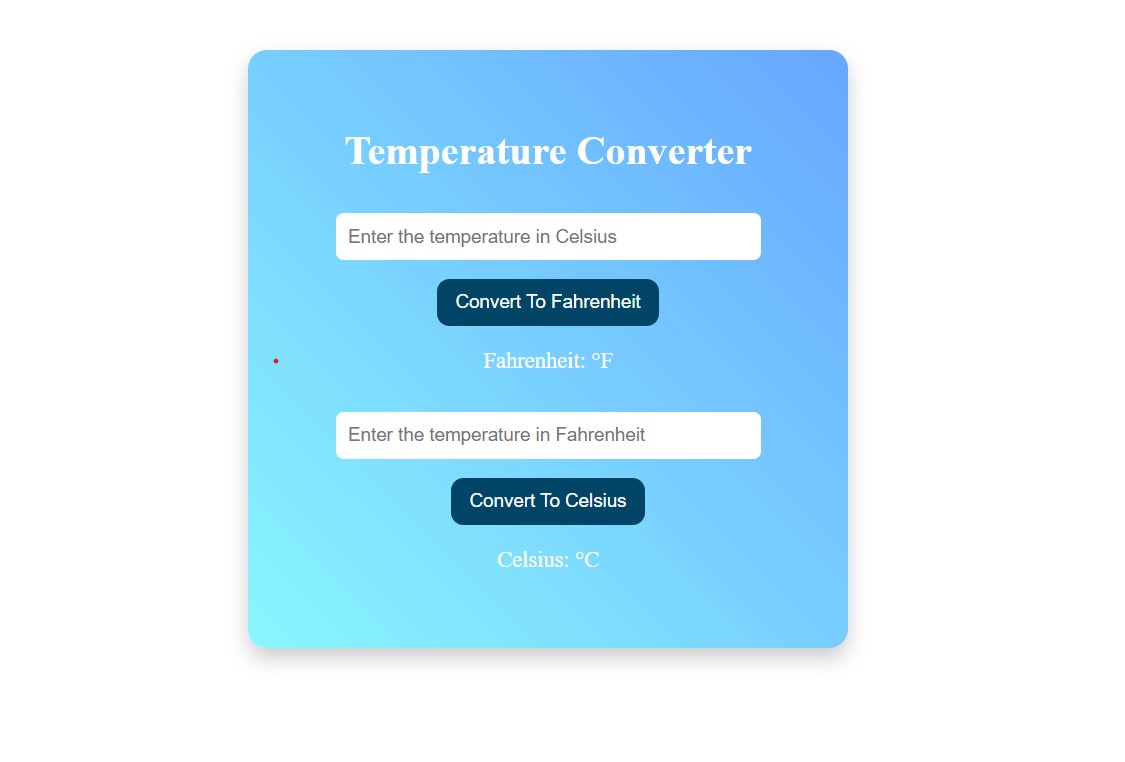 Temperature Converter
Enter the temperature in Celsius
Convert To Fahrenheit
Fahrenheit: °F
Enter the temperature in Fahrenheit
Convert To Celsius
Celsius: °C